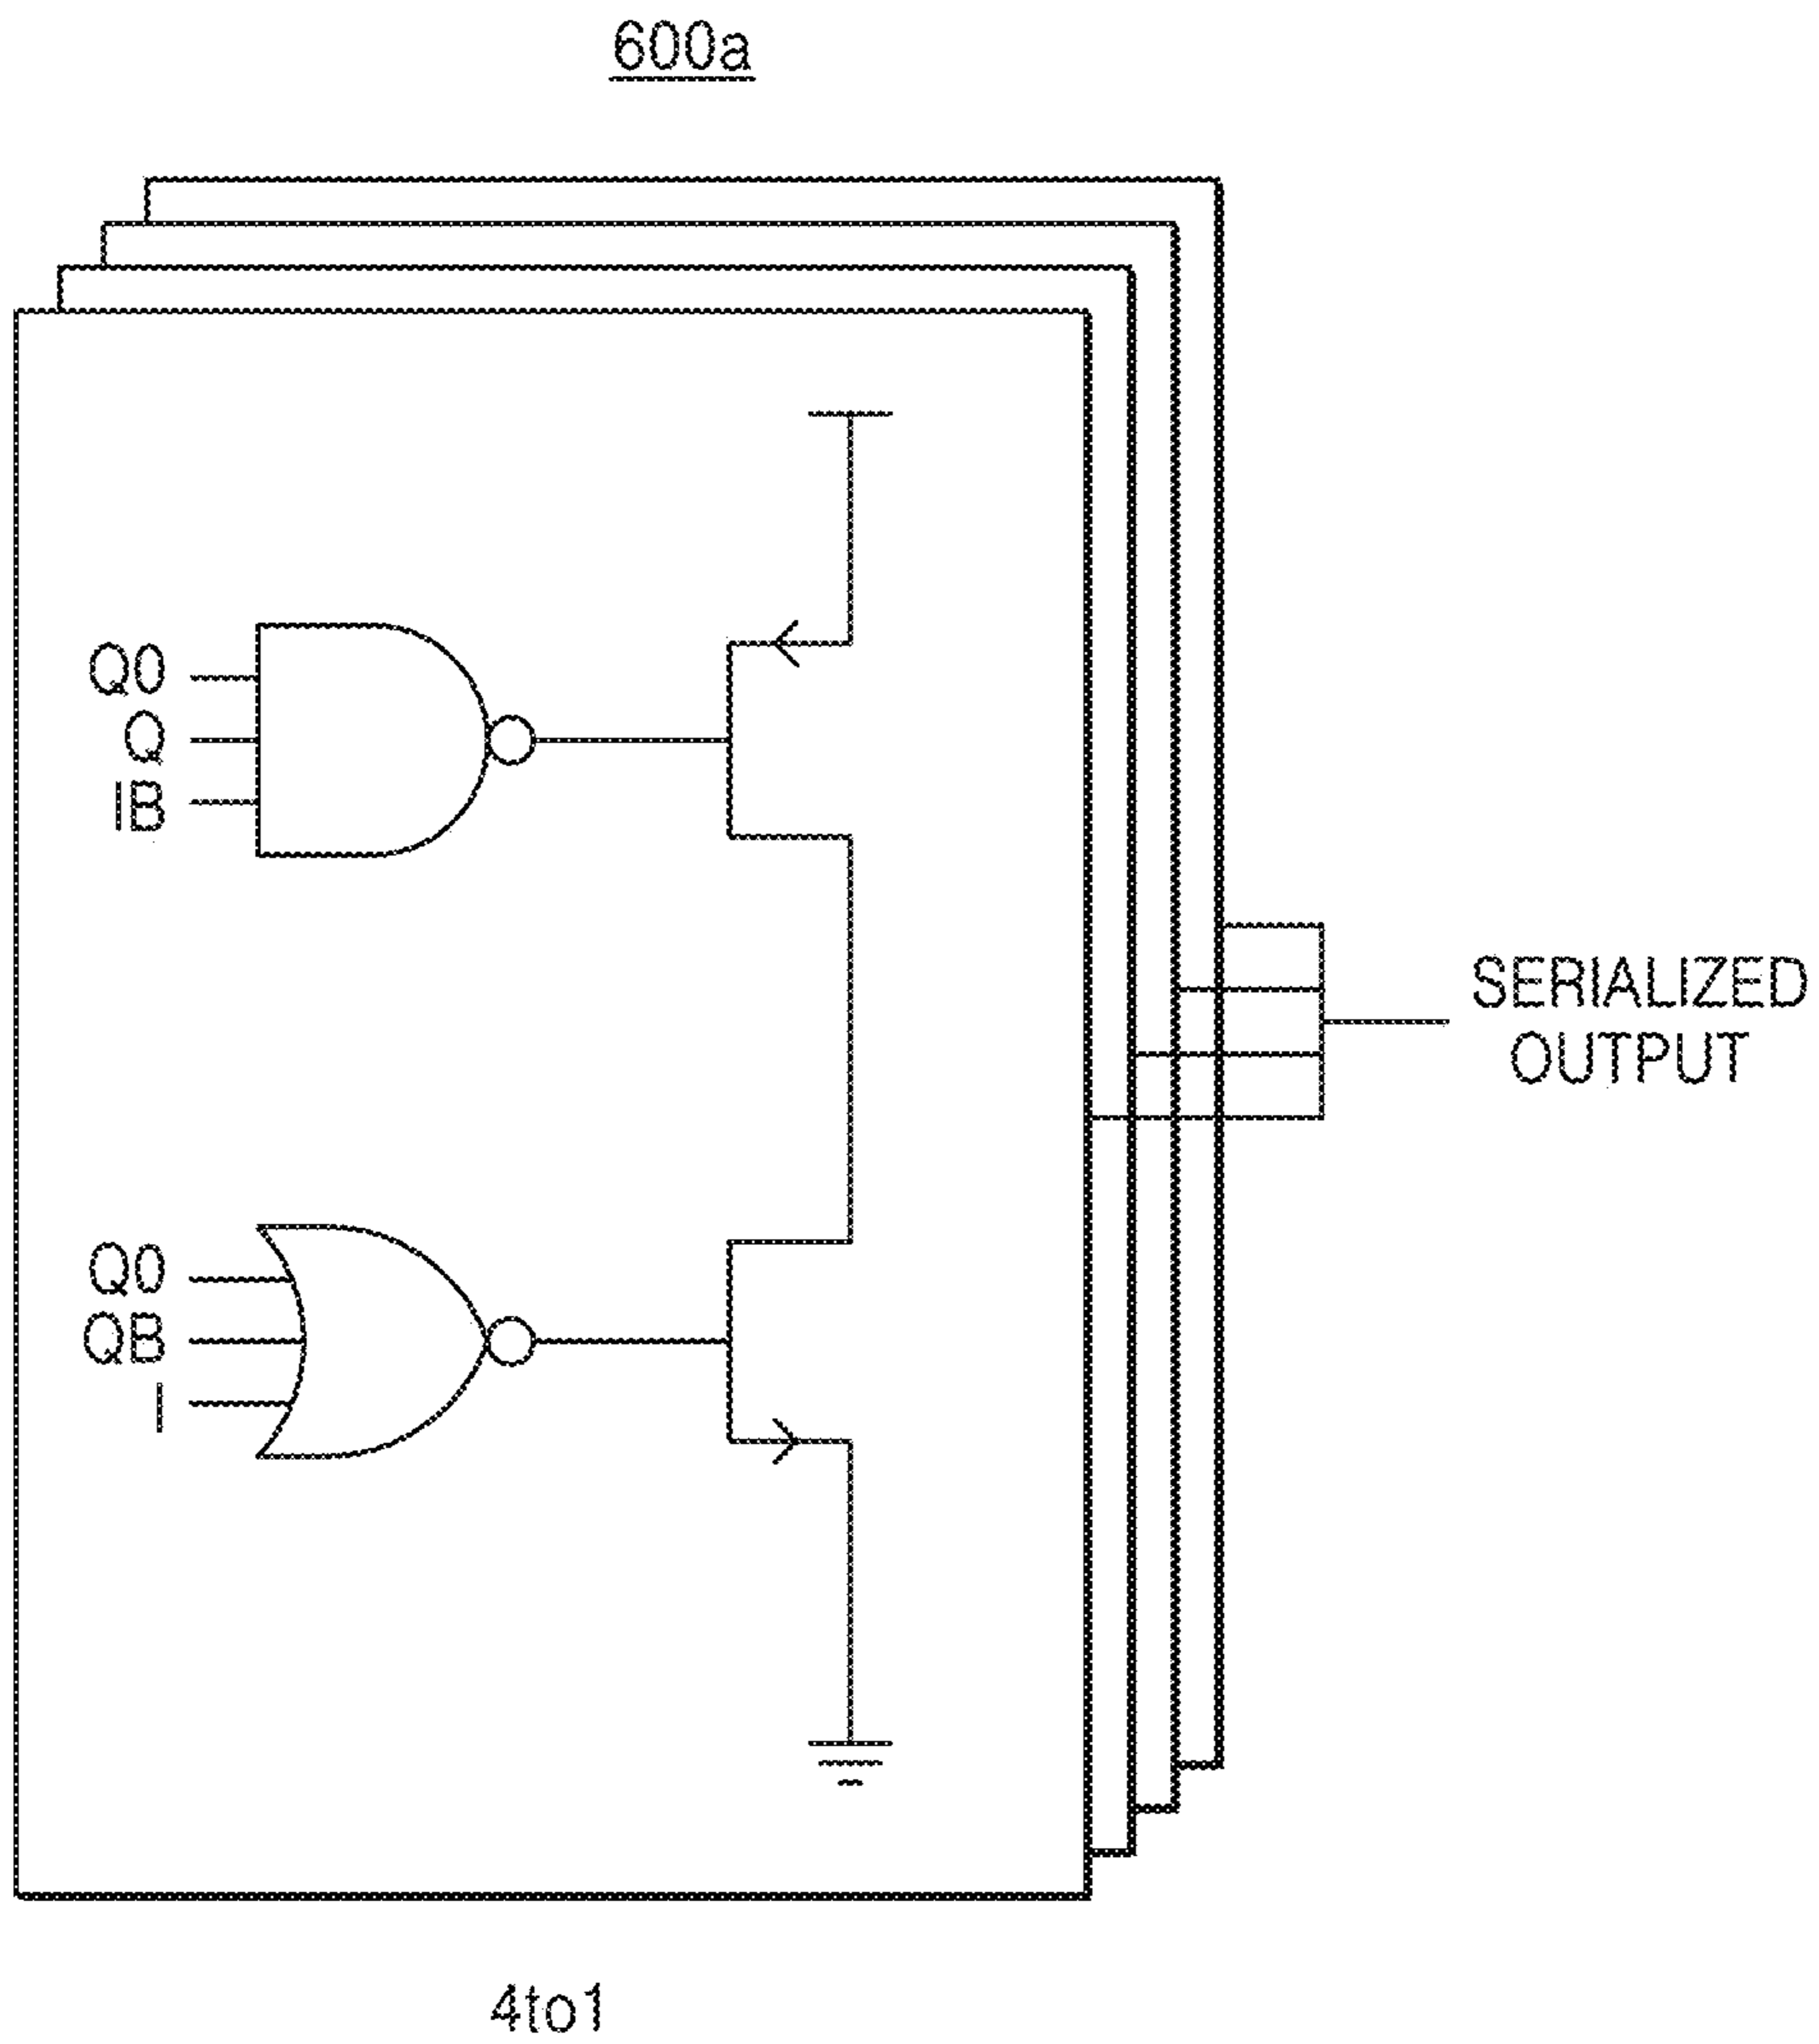 600a
Q0
Q
IB
SERIALIZED
OUTPUT
Q0
QB
I
4to1